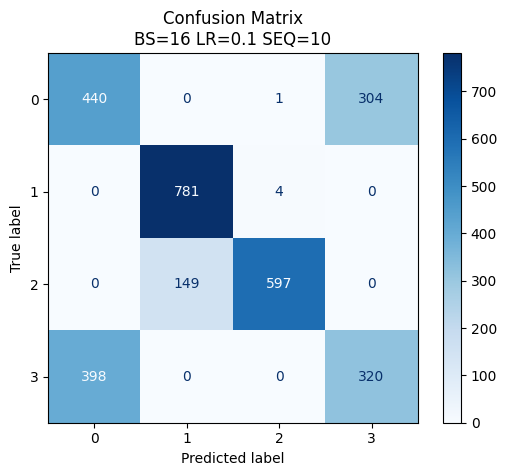 Confusion Matrix
BS=16 LR=0.1 SEQ=10
0 440 0 1 304
1 0 781 4 0
2 0 149 597 0
3 398 0 0 320
0 1 2 3
Predicted label
True label
700
600
500
400
300
200
100
0